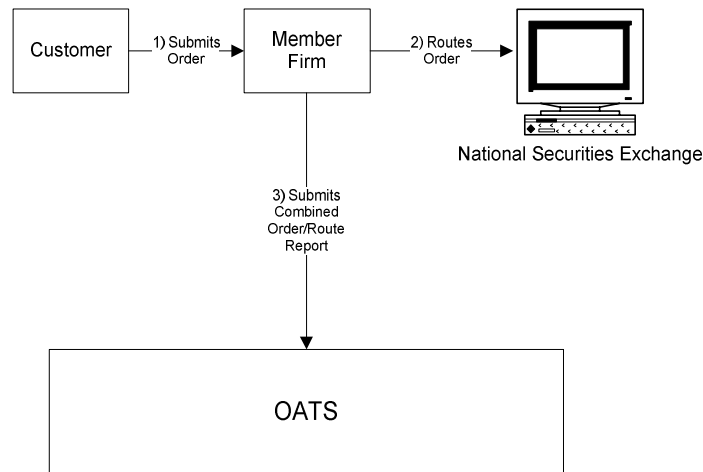 Customer
1) Submits
Order
Member
Firm
2) Routes
Order
National Securities Exchange
3) Submits
Combined
Order/Route
Report
OATS